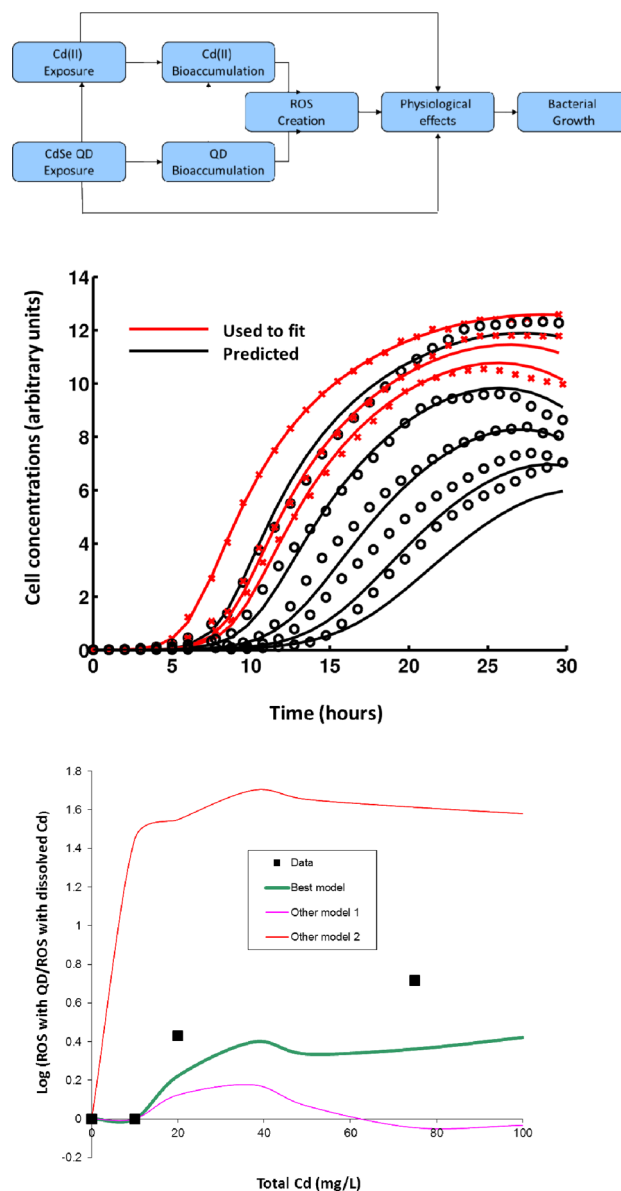 Cd(II)
Exposure
Cd(II)
Bioaccumulation
ROS
Creation
Physiological
effects
Bacterial
Growth
CdSe QD
Exposure
QD
Bioaccumulation
Cell concentrations (arbitrary units)
14
12
10
8
6
4
2
0
Used to fit
Predicted
0 5 10 15 20 25 30
Time (hours)
Log (ROS with QD/ROS with dissolved Cd)
1.8
1.6
1.4
1.2
1
0.8
0.6
0.4
0.2
0
-0.2
Data
Best model
Other model 1
Other model 2
0 20 40 60 80 100
Total Cd (mg/L)